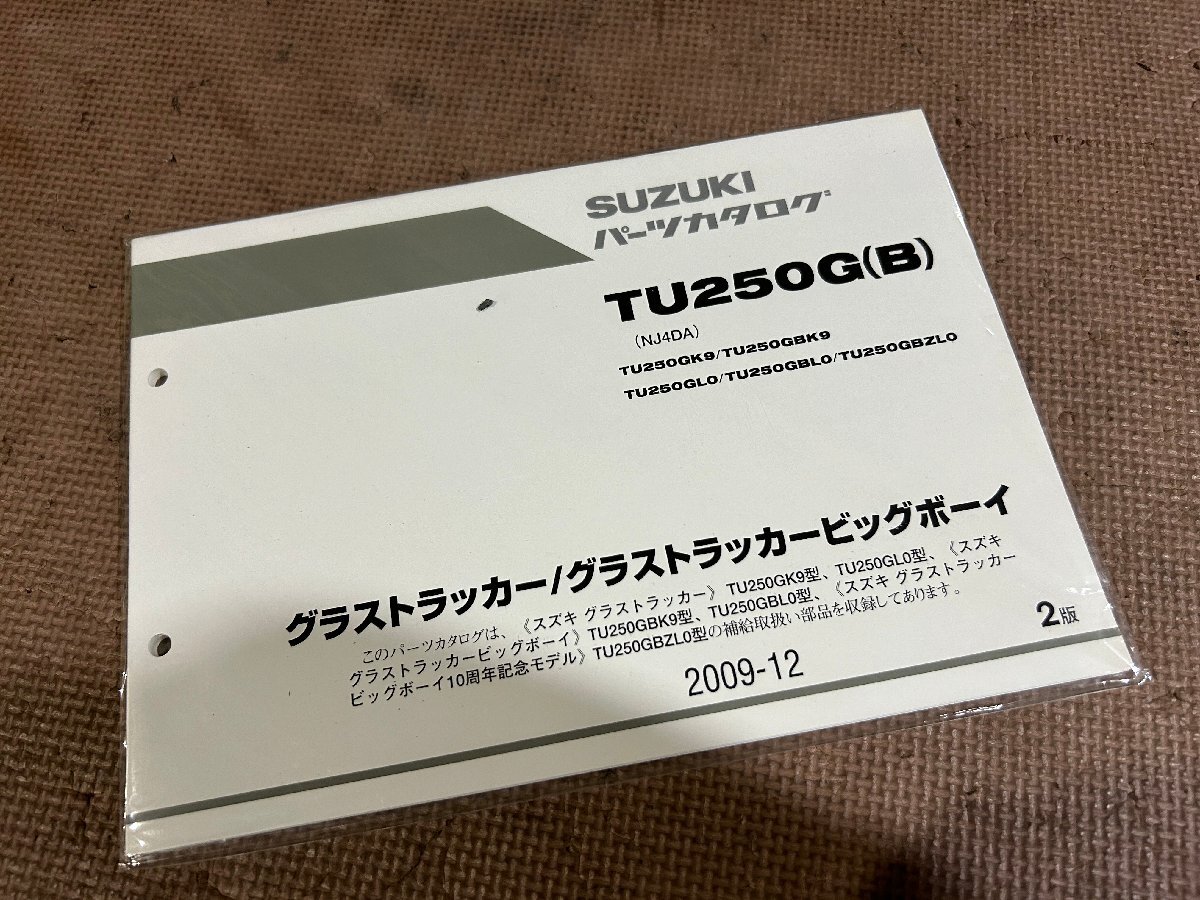 SUZUKI
パーツカタログ
TU250G(B)
(NJ4DA)
TU250GK9/TU250GBK9
TU250GL0/TU250GBL0/TU250GBZL0
グラストラッカー/グラストラッカービッグボーイ
このパーツカタログは、《スズキ グラストラッカー》TU250GK9型、TU250GL0型、《スズキ
グラストラッカービッグボーイ》TU250GBK9型、TU250GBL0型、《スズキ グラストラッカー
ビッグボーイ10周年記念モデル》TU250GBZL0型の補給取扱い部品を収録してあります。
2009-12
2版